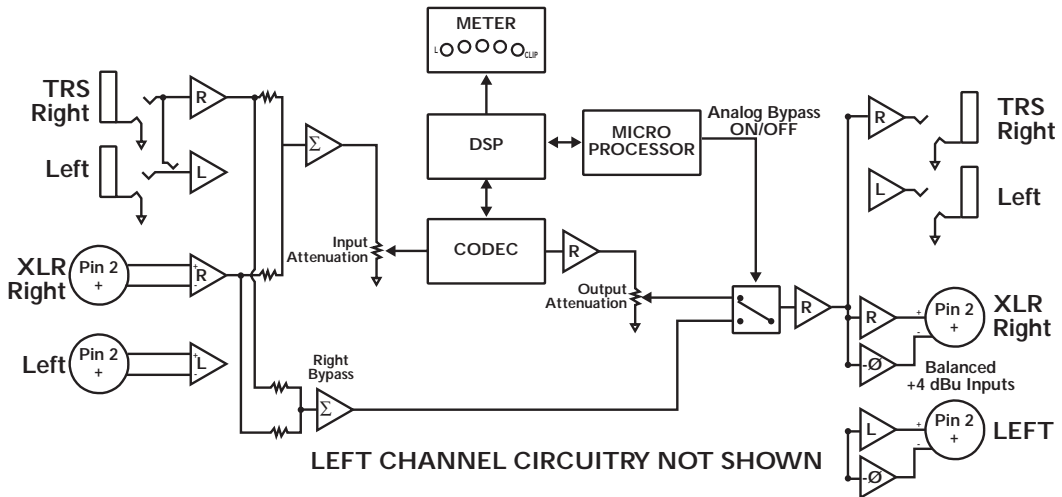 METER
L
CLIP
TRS
Right
R
Left
L
Σ
DSP
MICRO
PROCESSOR
Analog Bypass
ON/OFF
R
TRS
Right
L
Left
XLR
Right
Pin 2
+
+
-
R
Input
Attenuation
CODEC
R
Output
Attenuation
R
R
+
-
Pin 2
+
XLR
Right
-Ø
Left
Pin 2
+
+
-
L
Right
Bypass
Σ
Balanced
+4 dBu Inputs
L
+
-
Pin 2
+
LEFT
-Ø
LEFT CHANNEL CIRCUITRY NOT SHOWN